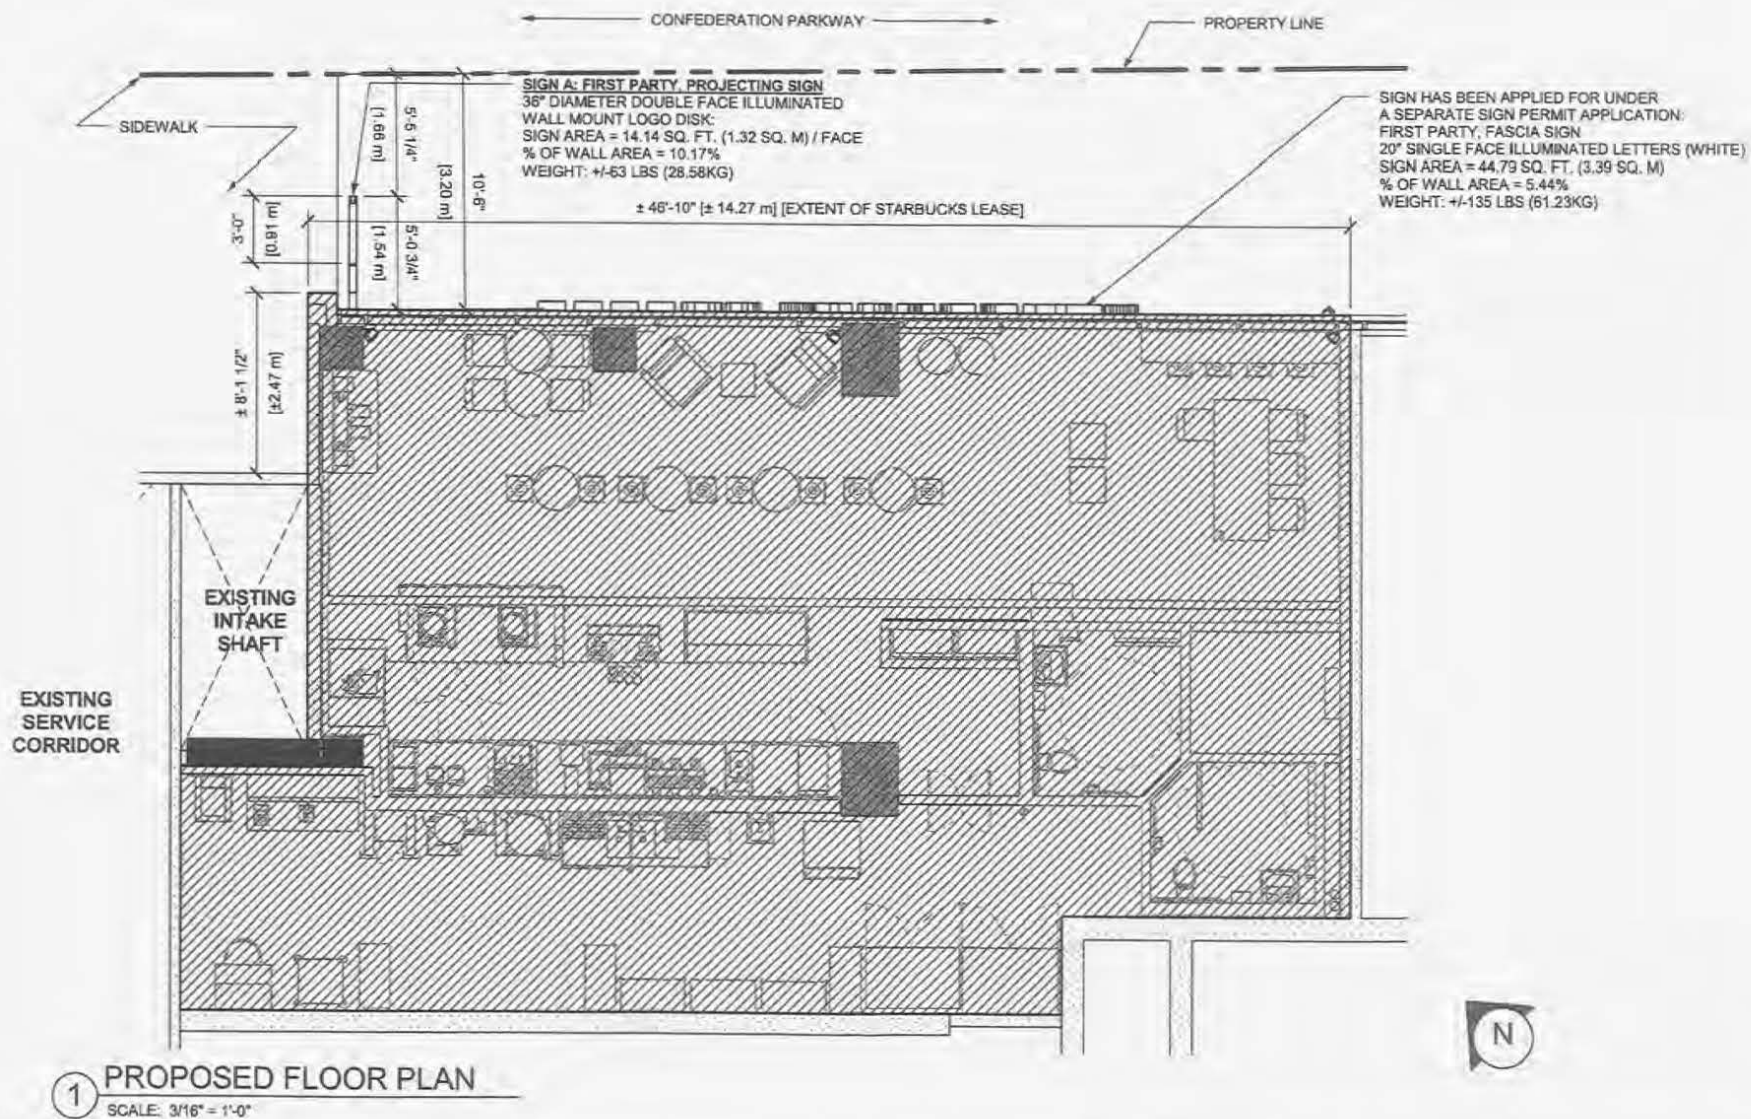 CONFEDERATION PARKWAY
PROPERTY LINE
SIDEWALK
SIGN A: FIRST PARTY, PROJECTING SIGN
36" DIAMETER DOUBLE FACE ILLUMINATED
WALL MOUNT LOGO DISK:
SIGN AREA = 14.14 SQ. FT. (1.32 SQ. M) / FACE
% OF WALL AREA = 10.17%
WEIGHT: +/-63 LBS (28.58KG)
SIGN HAS BEEN APPLIED FOR UNDER
A SEPARATE SIGN PERMIT APPLICATION:
FIRST PARTY, FASCIA SIGN
20" SINGLE FACE ILLUMINATED LETTERS (WHITE)
SIGN AREA = 44.79 SQ. FT. (3.39 SQ. M)
% OF WALL AREA = 5.44%
WEIGHT: +/-135 LBS (61.23KG)
5'-5 1/4"
[1.66 m]
10'-6"
[3.20 m]
± 46'-10" [± 14.27 m] [EXTENT OF STARBUCKS LEASE]
3'-0"
[0.91 m]
5'-0 3/4"
[1.54 m]
± 8'-1 1/2"
[±2.47 m]
EXISTING
INTAKE
SHAFT
EXISTING
SERVICE
CORRIDOR
N
1
PROPOSED FLOOR PLAN
SCALE: 3/16" = 1'-0"